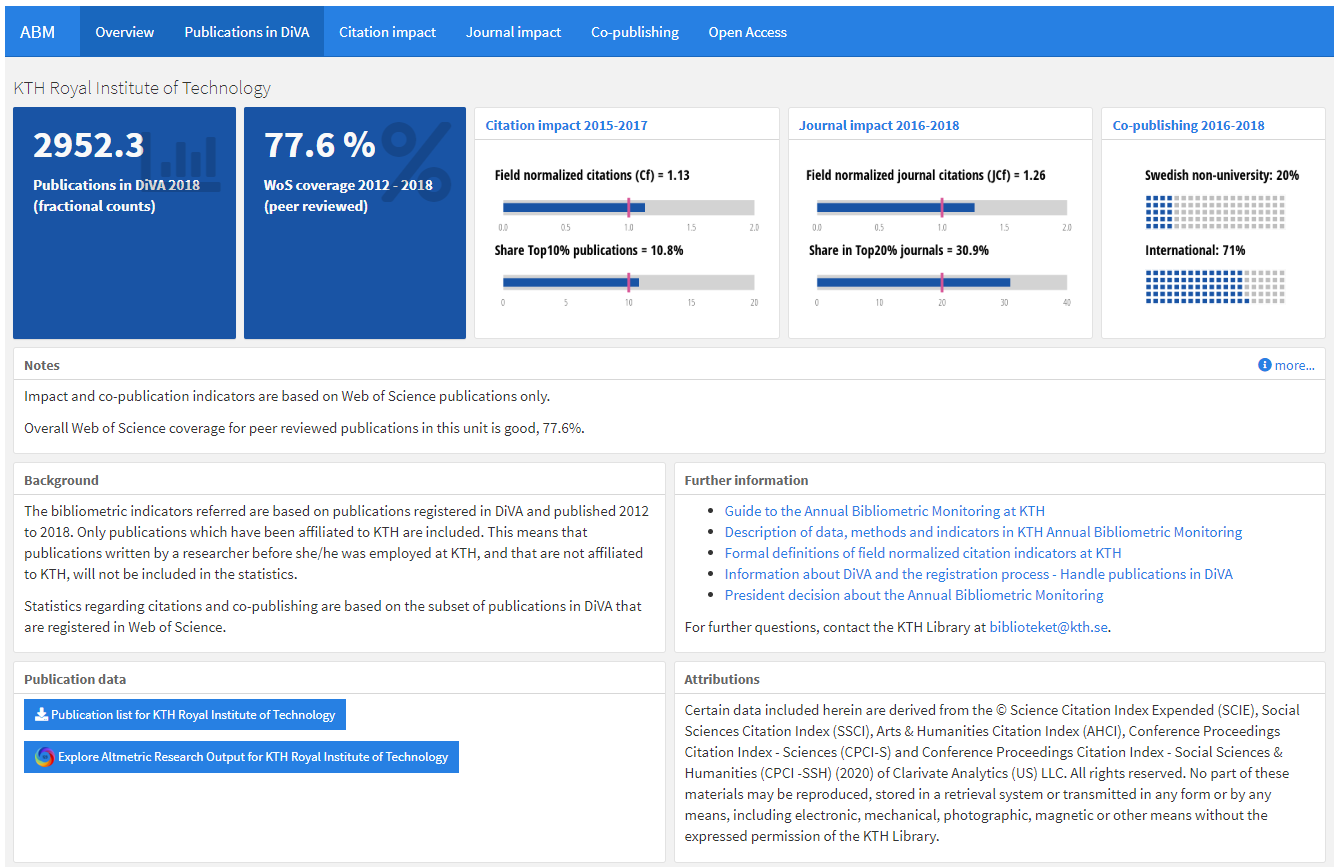 ABM Overview Publications in DiVA Citation impact Journal impact Co-publishing Open Access
KTH Royal Institute of Technology
2952.3
Publications in DiVA 2018
(fractional counts)
77.6 %
%
WoS coverage 2012 - 2018
(peer reviewed)
Citation impact 2015-2017
Field normalized citations (Cf) = 1.13
0.0 0.5 1.0 1.5 2.0
Share Top10% publications = 10.8%
0 5 10 15 20
Journal impact 2016-2018
Field normalized journal citations (JCf) = 1.26
0.0 0.5 1.0 1.5 2.0
Share in Top20% journals = 30.9%
0 10 20 30 40
Co-publishing 2016-2018
Swedish non-university: 20%
International: 71%
Notes
more...
Impact and co-publication indicators are based on Web of Science publications only.
Overall Web of Science coverage for peer reviewed publications in this unit is good, 77.6%.
Background
The bibliometric indicators referred are based on publications registered in DiVA and published 2012
to 2018. Only publications which have been affiliated to KTH are included. This means that
publications written by a researcher before she/he was employed at KTH, and that are not affiliated
to KTH, will not be included in the statistics.
Statistics regarding citations and co-publishing are based on the subset of publications in DiVA that
are registered in Web of Science.
Further information
• Guide to the Annual Bibliometric Monitoring at KTH
• Description of data, methods and indicators in KTH Annual Bibliometric Monitoring
• Formal definitions of field normalized citation indicators at KTH
• Information about DiVA and the registration process - Handle publications in DiVA
• President decision about the Annual Bibliometric Monitoring
For further questions, contact the KTH Library at biblioteket@kth.se.
Publication data
Publication list for KTH Royal Institute of Technology
Explore Altmetric Research Output for KTH Royal Institute of Technology
Attributions
Certain data included herein are derived from the © Science Citation Index Expended (SCIE), Social
Sciences Citation Index (SSCI), Arts & Humanities Citation Index (AHCI), Conference Proceedings
Citation Index - Sciences (CPCI-S) and Conference Proceedings Citation Index - Social Sciences &
Humanities (CPCI -SSH) (2020) of Clarivate Analytics (US) LLC. All rights reserved. No part of these
materials may be reproduced, stored in a retrieval system or transmitted in any form or by any
means, including electronic, mechanical, photographic, magnetic or other means without the
expressed permission of the KTH Library.